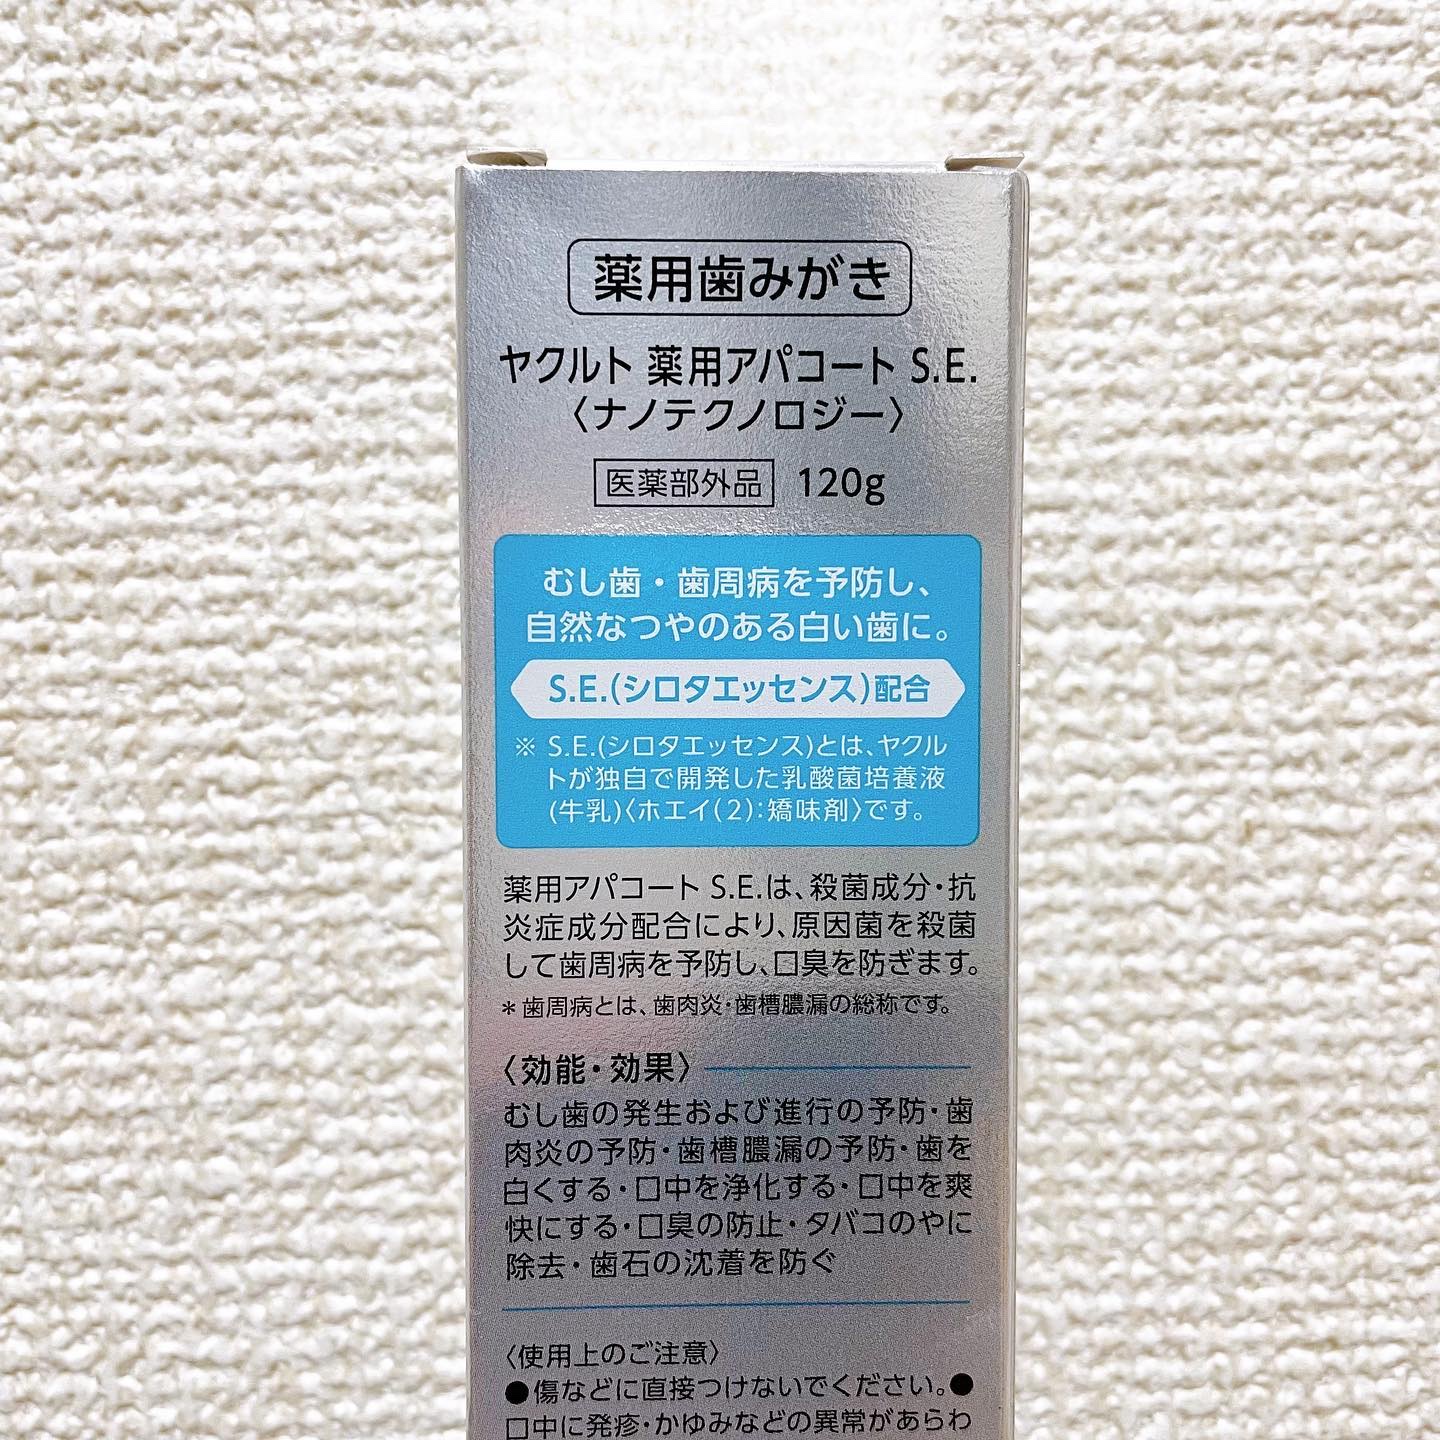 薬用歯みがき
ヤクルト 薬用アパコート S.E.
〈ナノテクノロジー〉
医薬部外品 120g
むし歯・歯周病を予防し、
自然なつやのある白い歯に。
S.E.(シロタエッセンス)配合
※ S.E.(シロタエッセンス)とは、ヤクル
トが独自で開発した乳酸菌培養液
(牛乳)〈ホエイ(2):矯味剤〉です。
薬用アパコート S.E.は、殺菌成分・抗
炎症成分配合により、原因菌を殺菌
して歯周病を予防し、口臭を防ぎます。
＊歯周病とは、歯肉炎・歯槽膿漏の総称です。
〈効能・効果〉
むし歯の発生および進行の予防・歯
肉炎の予防・歯槽膿漏の予防・歯を
白くする・口中を浄化する・口中を爽
快にする・口臭の防止・タバコのやに
除去・歯石の沈着を防ぐ
〈使用上のご注意〉
●傷などに直接つけないでください。●
口中に発疹・かゆみなどの異常があらわ